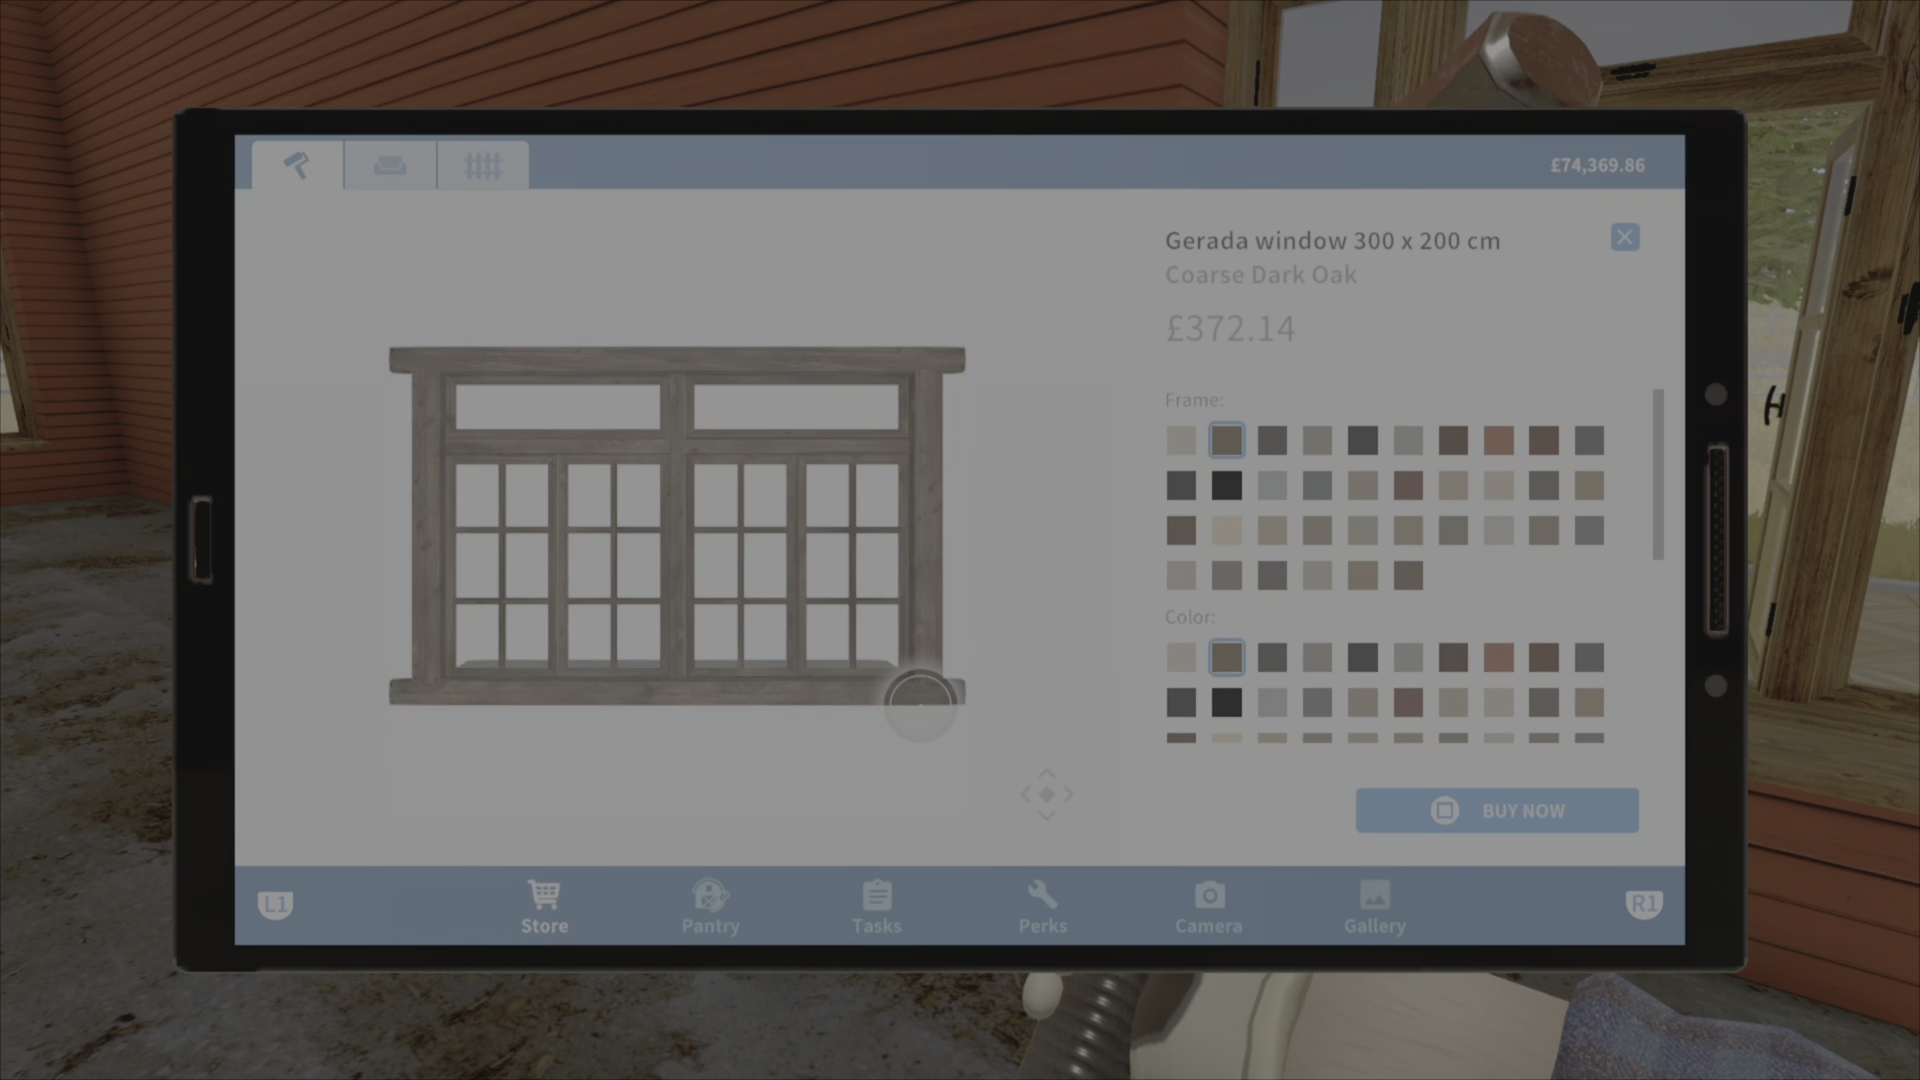 £74,369.86
Gerada window 300 x 200 cm
Coarse Dark Oak
£372.14
Frame:
Color:
BUY NOW
L1
Store
Pantry
Tasks
Perks
Camera
Gallery
R1